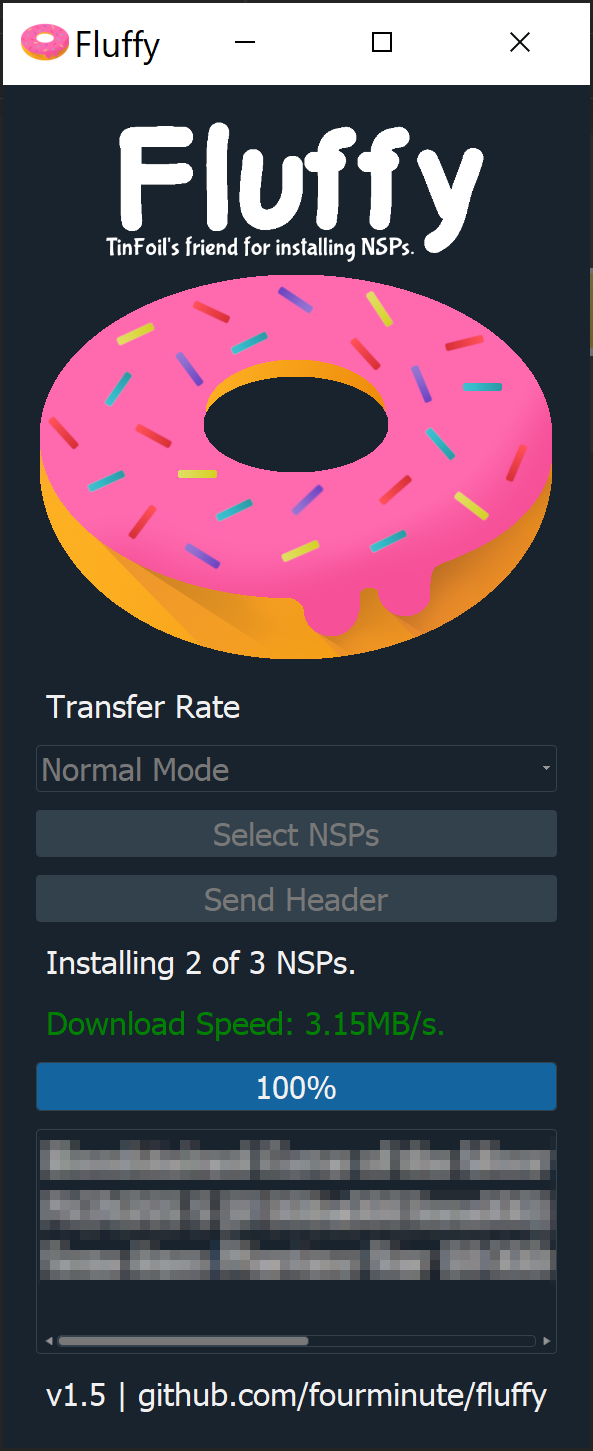 Fluffy
Fluffy
TinFoil's friend for installing NSPs.
Transfer Rate
Normal Mode
Select NSPs
Send Header
Installing 2 of 3 NSPs.
Download Speed: 3.15MB/s.
100%
v1.5 | github.com/fourminute/fluffy